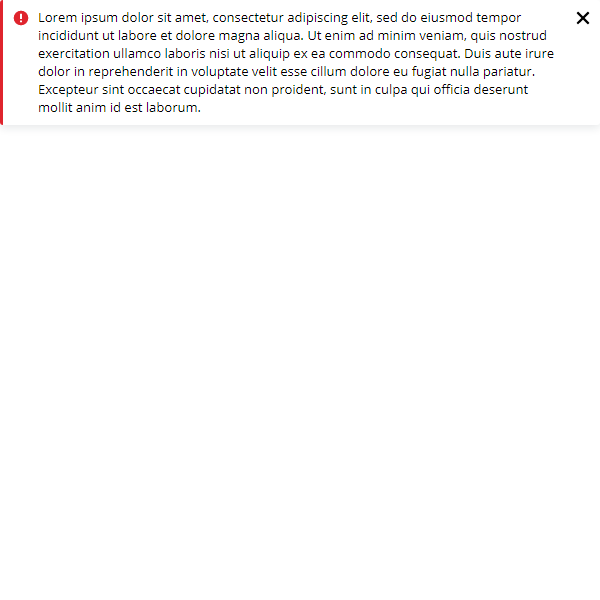 Lorem ipsum dolor sit amet, consectetur adipiscing elit, sed do eiusmod tempor
incididunt ut labore et dolore magna aliqua. Ut enim ad minim veniam, quis nostrud
exercitation ullamco laboris nisi ut aliquip ex ea commodo consequat. Duis aute irure
dolor in reprehenderit in voluptate velit esse cillum dolore eu fugiat nulla pariatur.
Excepteur sint occaecat cupidatat non proident, sunt in culpa qui officia deserunt
mollit anim id est laborum.